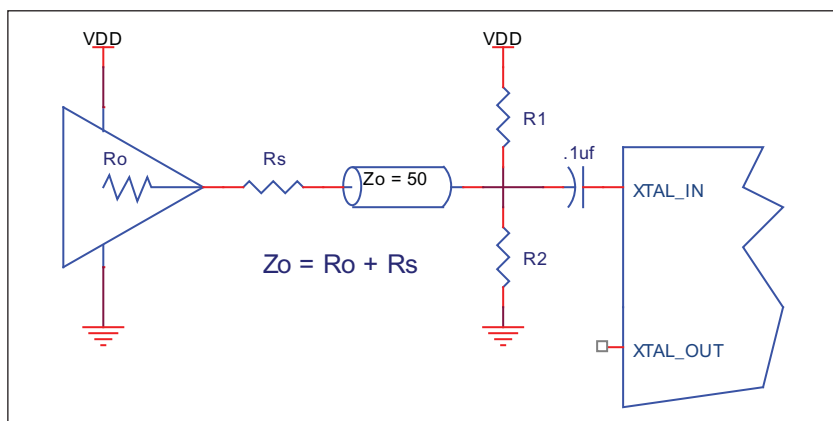 VDD
VDD
R1
Ro
Rs
Zo = 50
.1uf
XTAL_IN
R2
Zo = Ro + Rs
XTAL_OUT